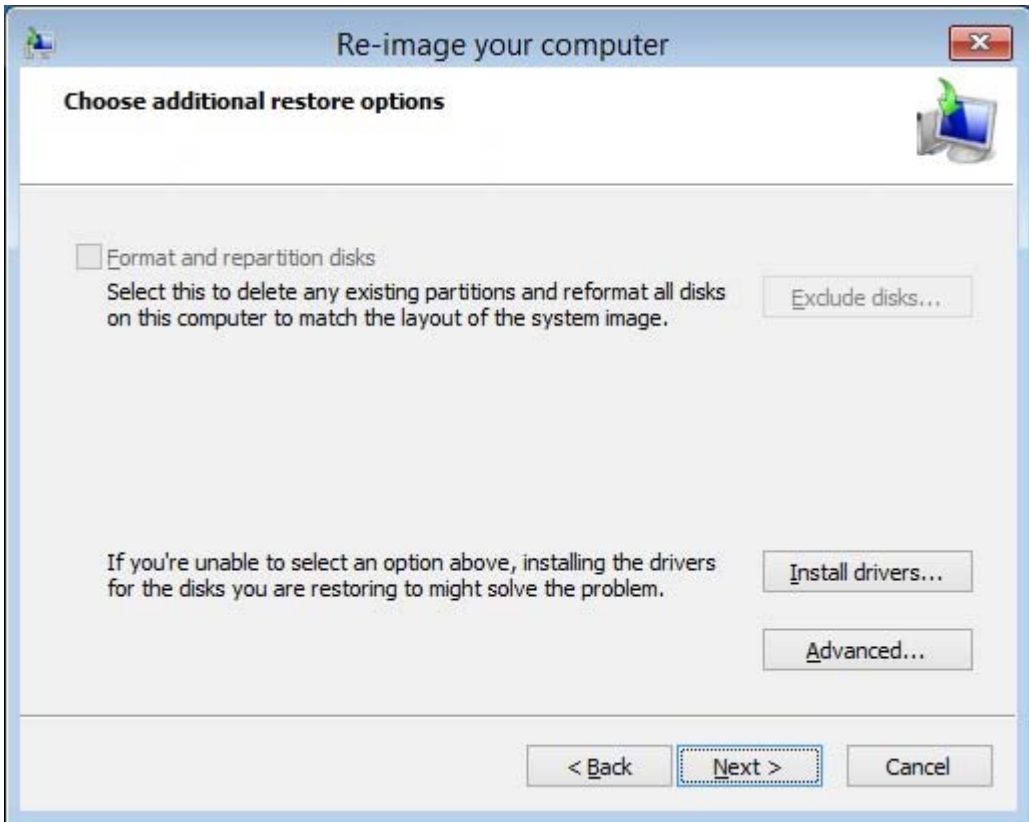 Re-image your computer
Choose additional restore options
Format and repartition disks
Select this to delete any existing partitions and reformat all disks
on this computer to match the layout of the system image.
Exclude disks...
If you're unable to select an option above, installing the drivers
for the disks you are restoring to might solve the problem.
Install drivers...
Advanced...
< Back
Next >
Cancel